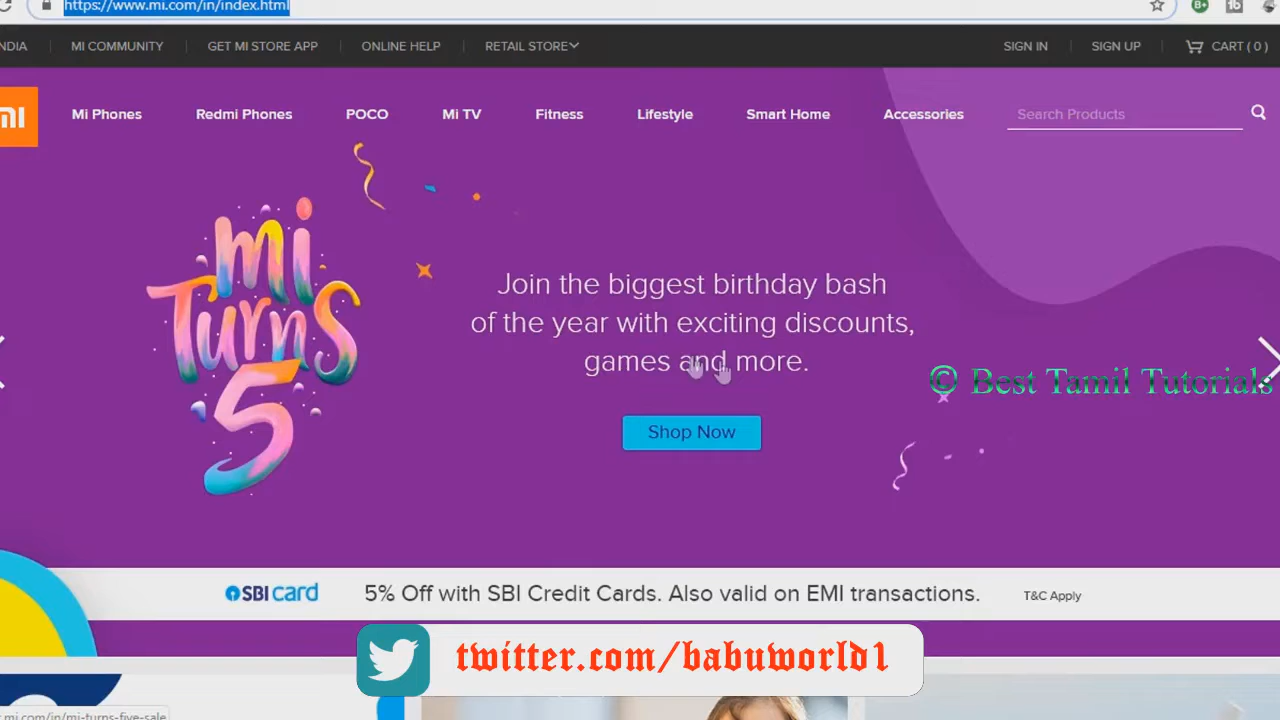 https://www.mi.com/in/index.html
NDIA
MI COMMUNITY
GET MI STORE APP
ONLINE HELP
RETAIL STORE
SIGN IN
SIGN UP
CART ( 0 )
mi
Mi Phones
Redmi Phones
POCO
Mi TV
Fitness
Lifestyle
Smart Home
Accessories
Search Products
mi
Turns
5
Join the biggest birthday bash
of the year with exciting discounts,
games and more.
© Best Tamil Tutorials
Shop Now
SBI card
5% Off with SBI Credit Cards. Also valid on EMI transactions.
T&C Apply
twitter.com/babuworld1
.mi.com/in/mi-turns-five-sale